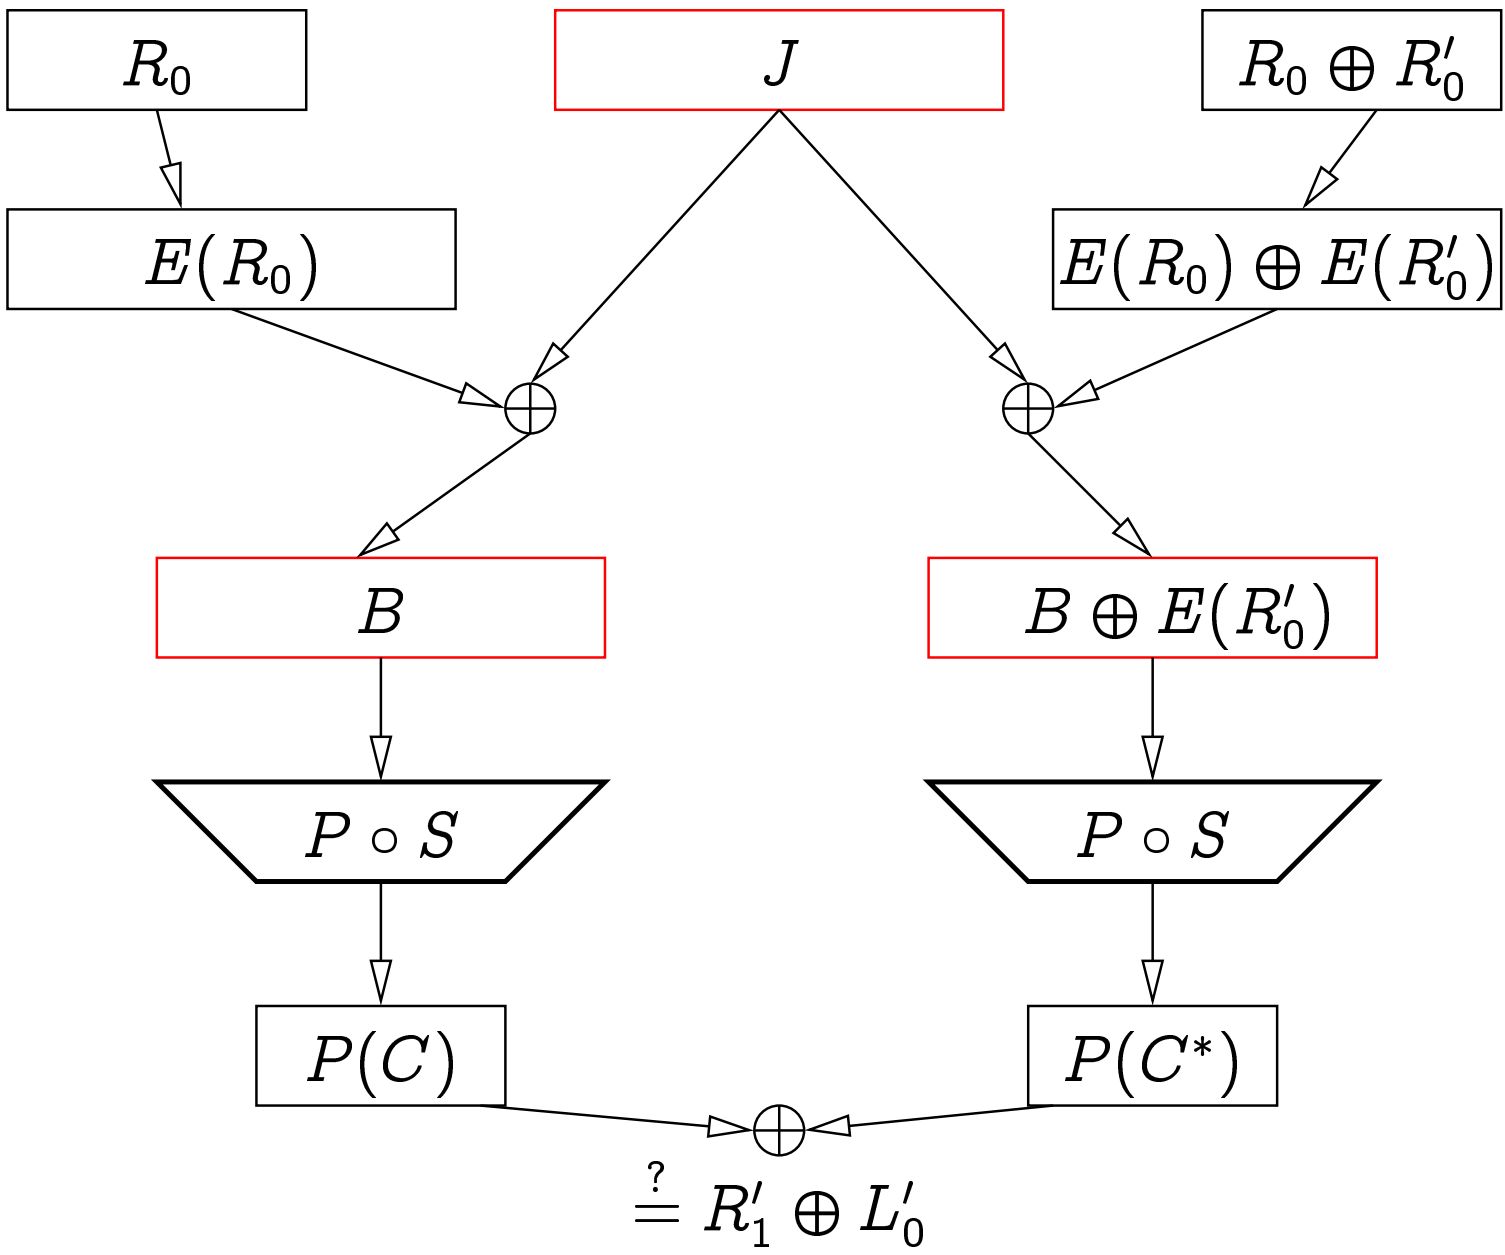 R₀ J R₀ ⊕ R′₀
E(R₀) E(R₀) ⊕ E(R′₀)
B B ⊕ E(R′₀)
P ∘ S P ∘ S
P(C) P(C*)
≟ R′₁ ⊕ L′₀